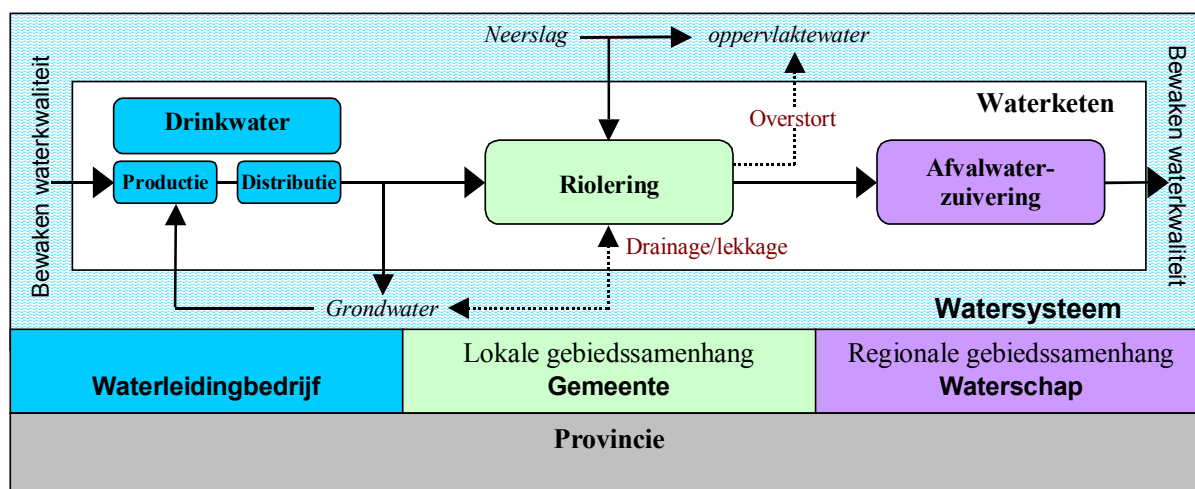 Neerslag
oppervlaktewater
Bewaken waterkwaliteit
Bewaken waterkwaliteit
Waterketen
Drinkwater
Overstort
Productie
Distributie
Riolering
Afvalwater-
zuivering
Drainage/lekkage
Grondwater
Watersysteem
Waterleidingbedrijf
Lokale gebiedssamenhang
Gemeente
Regionale gebiedssamenhang
Waterschap
Provincie